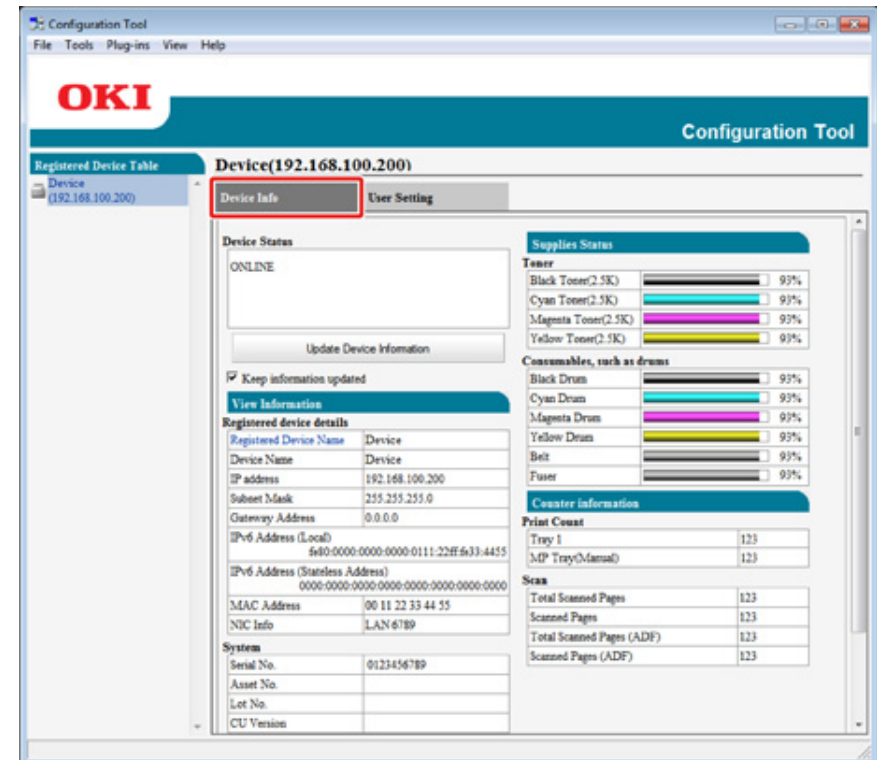 Configuration Tool
File Tools Plug-ins View Help
OKI
Configuration Tool
Registered Device Table
Device
(192.168.100.200)
Device(192.168.100.200)
Device Info
User Setting
Device Status
ONLINE
Update Device Information
Keep information updated
View Information
Registered device details
Registered Device Name Device
Device Name Device
IP address 192.168.100.200
Subnet Mask 255.255.255.0
Gateway Address 0.0.0.0
IPv6 Address (Local)
fe80:0000:0000:0000:0111:22ff:fe33:4455
IPv6 Address (Stateless Address)
0000:0000:0000:0000:0000:0000:0000:0000
MAC Address 00 11 22 33 44 55
NIC Info LAN 6789
System
Serial No. 0123456789
Asset No.
Lot No.
CU Version
Supplies Status
Toner
Black Toner(2.5K) 93%
Cyan Toner(2.5K) 93%
Magenta Toner(2.5K) 93%
Yellow Toner(2.5K) 93%
Consumables, such as drums
Black Drum 93%
Cyan Drum 93%
Magenta Drum 93%
Yellow Drum 93%
Belt 93%
Fuser 93%
Counter information
Print Count
Tray 1 123
MP Tray(Manual) 123
Scan
Total Scanned Pages 123
Scanned Pages 123
Total Scanned Pages (ADF) 123
Scanned Pages (ADF) 123